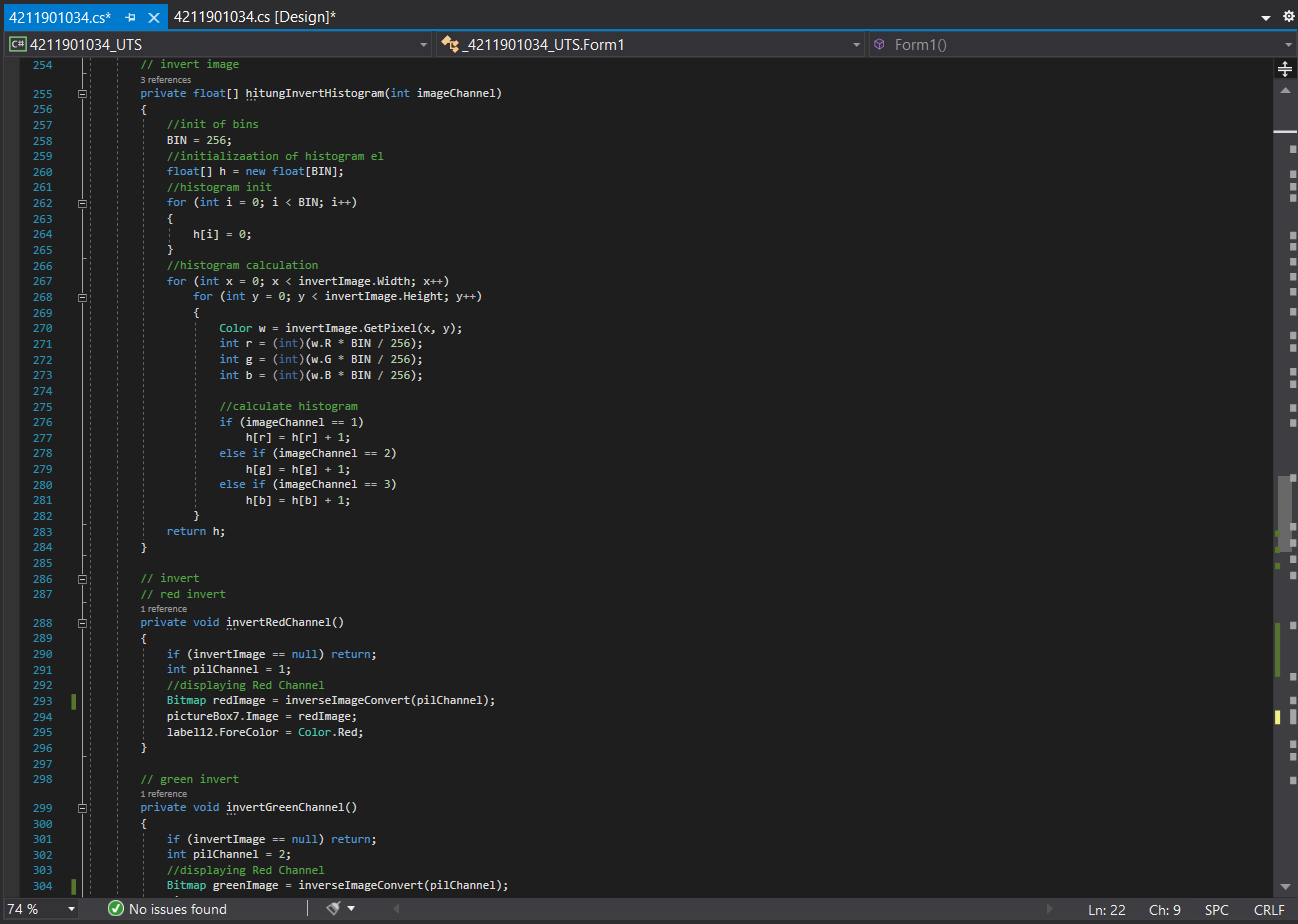 4211901034.cs*
4211901034.cs [Design]*
C# 4211901034_UTS
_4211901034_UTS.Form1
Form1()
254 // invert image
3 references
255 private float[] hitungInvertHistogram(int imageChannel)
256 {
257 //init of bins
258 BIN = 256;
259 //initializaation of histogram el
260 float[] h = new float[BIN];
261 //histogram init
262 for (int i = 0; i < BIN; i++)
263 {
264 h[i] = 0;
265 }
266 //histogram calculation
267 for (int x = 0; x < invertImage.Width; x++)
268 for (int y = 0; y < invertImage.Height; y++)
269 {
270 Color w = invertImage.GetPixel(x, y);
271 int r = (int)(w.R * BIN / 256);
272 int g = (int)(w.G * BIN / 256);
273 int b = (int)(w.B * BIN / 256);
274
275 //calculate histogram
276 if (imageChannel == 1)
277 h[r] = h[r] + 1;
278 else if (imageChannel == 2)
279 h[g] = h[g] + 1;
280 else if (imageChannel == 3)
281 h[b] = h[b] + 1;
282 }
283 return h;
284 }
285
286 // invert
287 // red invert
1 reference
288 private void invertRedChannel()
289 {
290 if (invertImage == null) return;
291 int pilChannel = 1;
292 //displaying Red Channel
293 Bitmap redImage = inverseImageConvert(pilChannel);
294 pictureBox7.Image = redImage;
295 label12.ForeColor = Color.Red;
296 }
297
298 // green invert
1 reference
299 private void invertGreenChannel()
300 {
301 if (invertImage == null) return;
302 int pilChannel = 2;
303 //displaying Red Channel
304 Bitmap greenImage = inverseImageConvert(pilChannel);
74 %
No issues found
Ln: 22
Ch: 9
SPC
CRLF